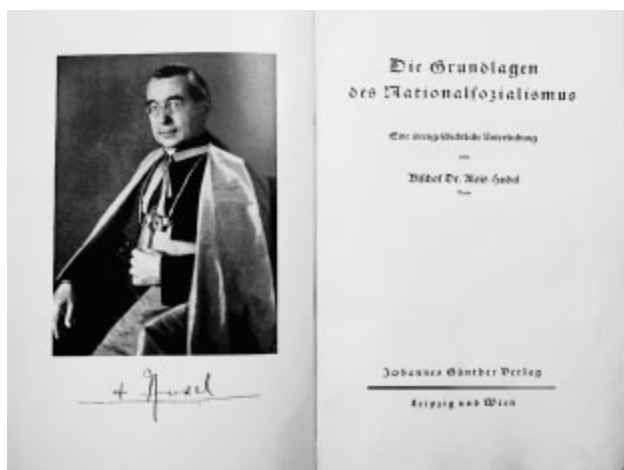 + Hudal
Die Grundlagen
des Nationalsozialismus
Eine ideengeschichtliche Untersuchung
von
Bischof Dr. Alois Hudal
Rom
Johannes Günther Verlag
Leipzig und Wien